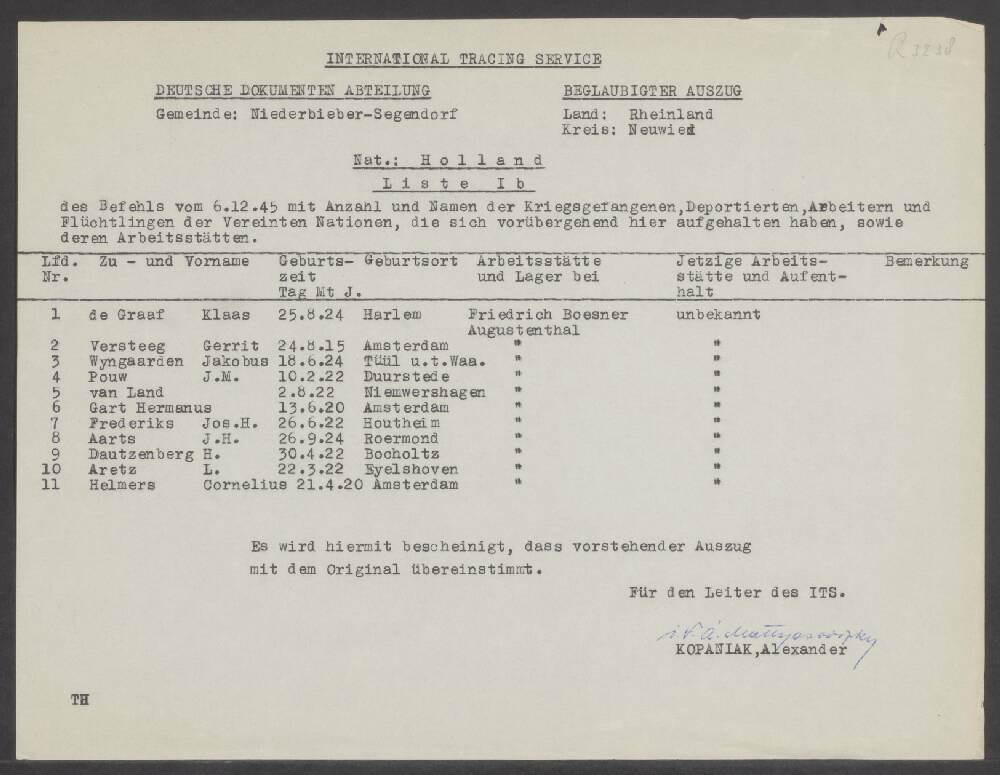 R 3238
INTERNATIONAL TRACING SERVICE
DEUTSCHE DOKUMENTEN ABTEILUNG BEGLAUBIGTER AUSZUG
Gemeinde: Niederbieber-Segendorf Land: Rheinland
Kreis: Neuwied
Nat.: Holland
Liste Ib
des Befehls vom 6.12.45 mit Anzahl und Namen der Kriegsgefangenen,Deportierten,Arbeitern und
Flüchtlingen der Vereinten Nationen, die sich vorübergehend hier aufgehalten haben, sowie
deren Arbeitsstätten.
Lfd. Zu - und Vorname Geburts- Geburtsort Arbeitsstätte Jetzige Arbeits- Bemerkung
Nr. zeit und Lager bei stätte und Aufent-
Tag Mt J. halt
1 de Graaf Klaas 25.8.24 Harlem Friedrich Boesner unbekannt
Augustenthal
2 Versteeg Gerrit 24.8.15 Amsterdam " "
3 Wyngaarden Jakobus 18.6.24 Tüül u.t.Waa. " "
4 Pouw J.M. 10.2.22 Duurstede " "
5 van Land 2.8.22 Niemwershagen " "
6 Gart Hermanus 13.6.20 Amsterdam " "
7 Frederiks Jos.H. 26.6.22 Houtheim " "
8 Aarts J.H. 26.9.24 Roermond " "
9 Dautzenberg H. 30.4.22 Bocholtz " "
10 Aretz L. 22.3.22 Eyelshoven " "
11 Helmers Cornelius 21.4.20 Amsterdam " "
Es wird hiermit bescheinigt, dass vorstehender Auszug
mit dem Original übereinstimmt.
Für den Leiter des ITS.
KOPANIAK,Alexander
TH